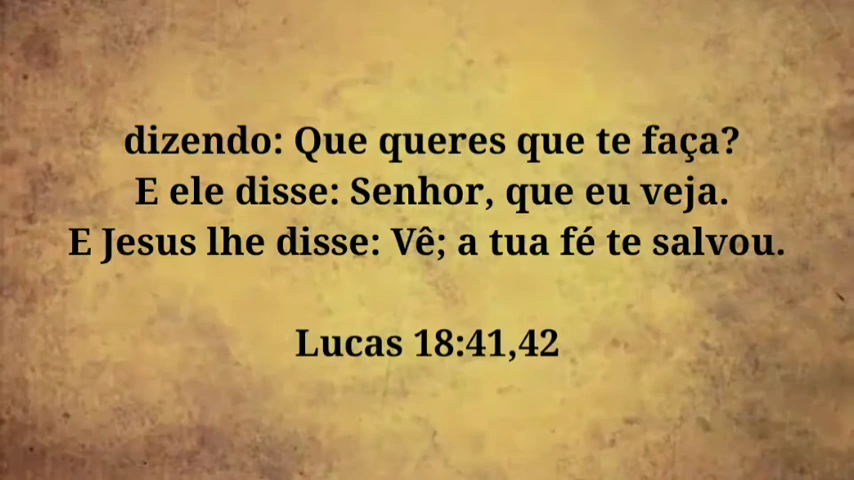 dizendo: Que queres que te faça?
E ele disse: Senhor, que eu veja.
E Jesus lhe disse: Vê; a tua fé te salvou.
Lucas 18:41,42